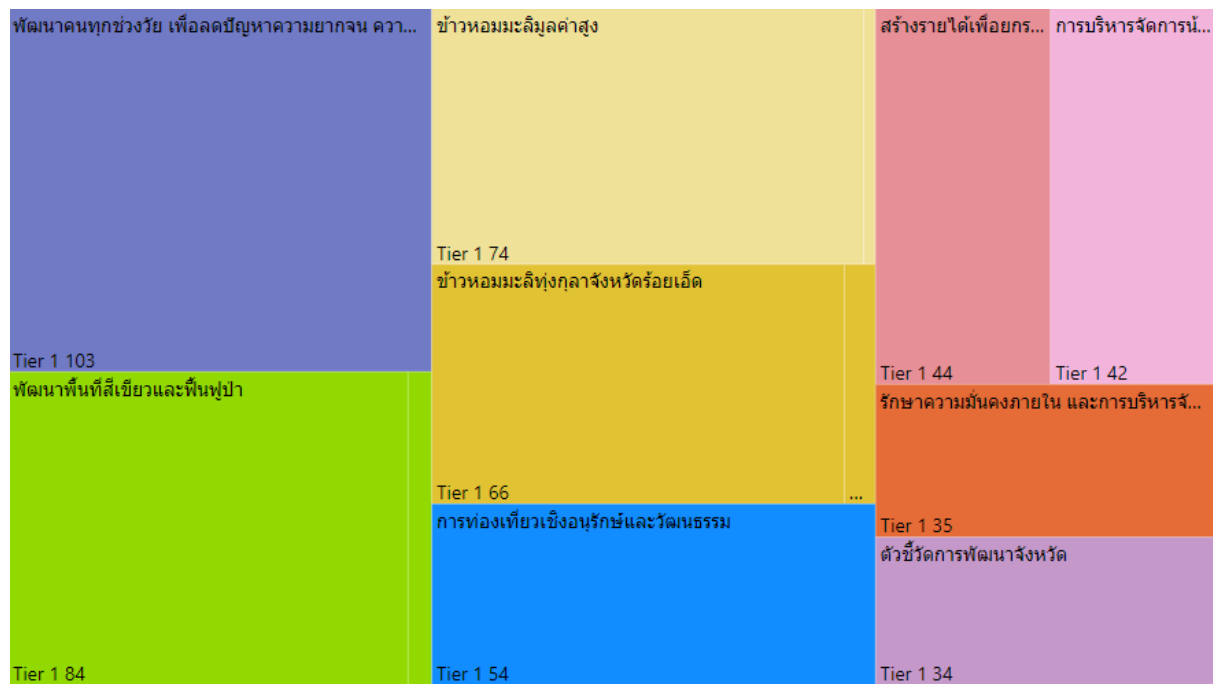 พัฒนาคนทุกช่วงวัย เพื่อลดปัญหาความยากจน ควา...
Tier 1 103
พัฒนาพื้นที่สีเขียวและฟื้นฟูป่า
Tier 1 84
ข้าวหอมมะลิมูลค่าสูง
Tier 1 74
ข้าวหอมมะลิทุ่งกุลาจังหวัดร้อยเอ็ด
Tier 1 66
...
การท่องเที่ยวเชิงอนุรักษ์และวัฒนธรรม
Tier 1 54
สร้างรายได้เพื่อยกร...
Tier 1 44
การบริหารจัดการน้...
Tier 1 42
รักษาความมั่นคงภายใน และการบริหารจั...
Tier 1 35
ตัวชี้วัดการพัฒนาจังหวัด
Tier 1 34